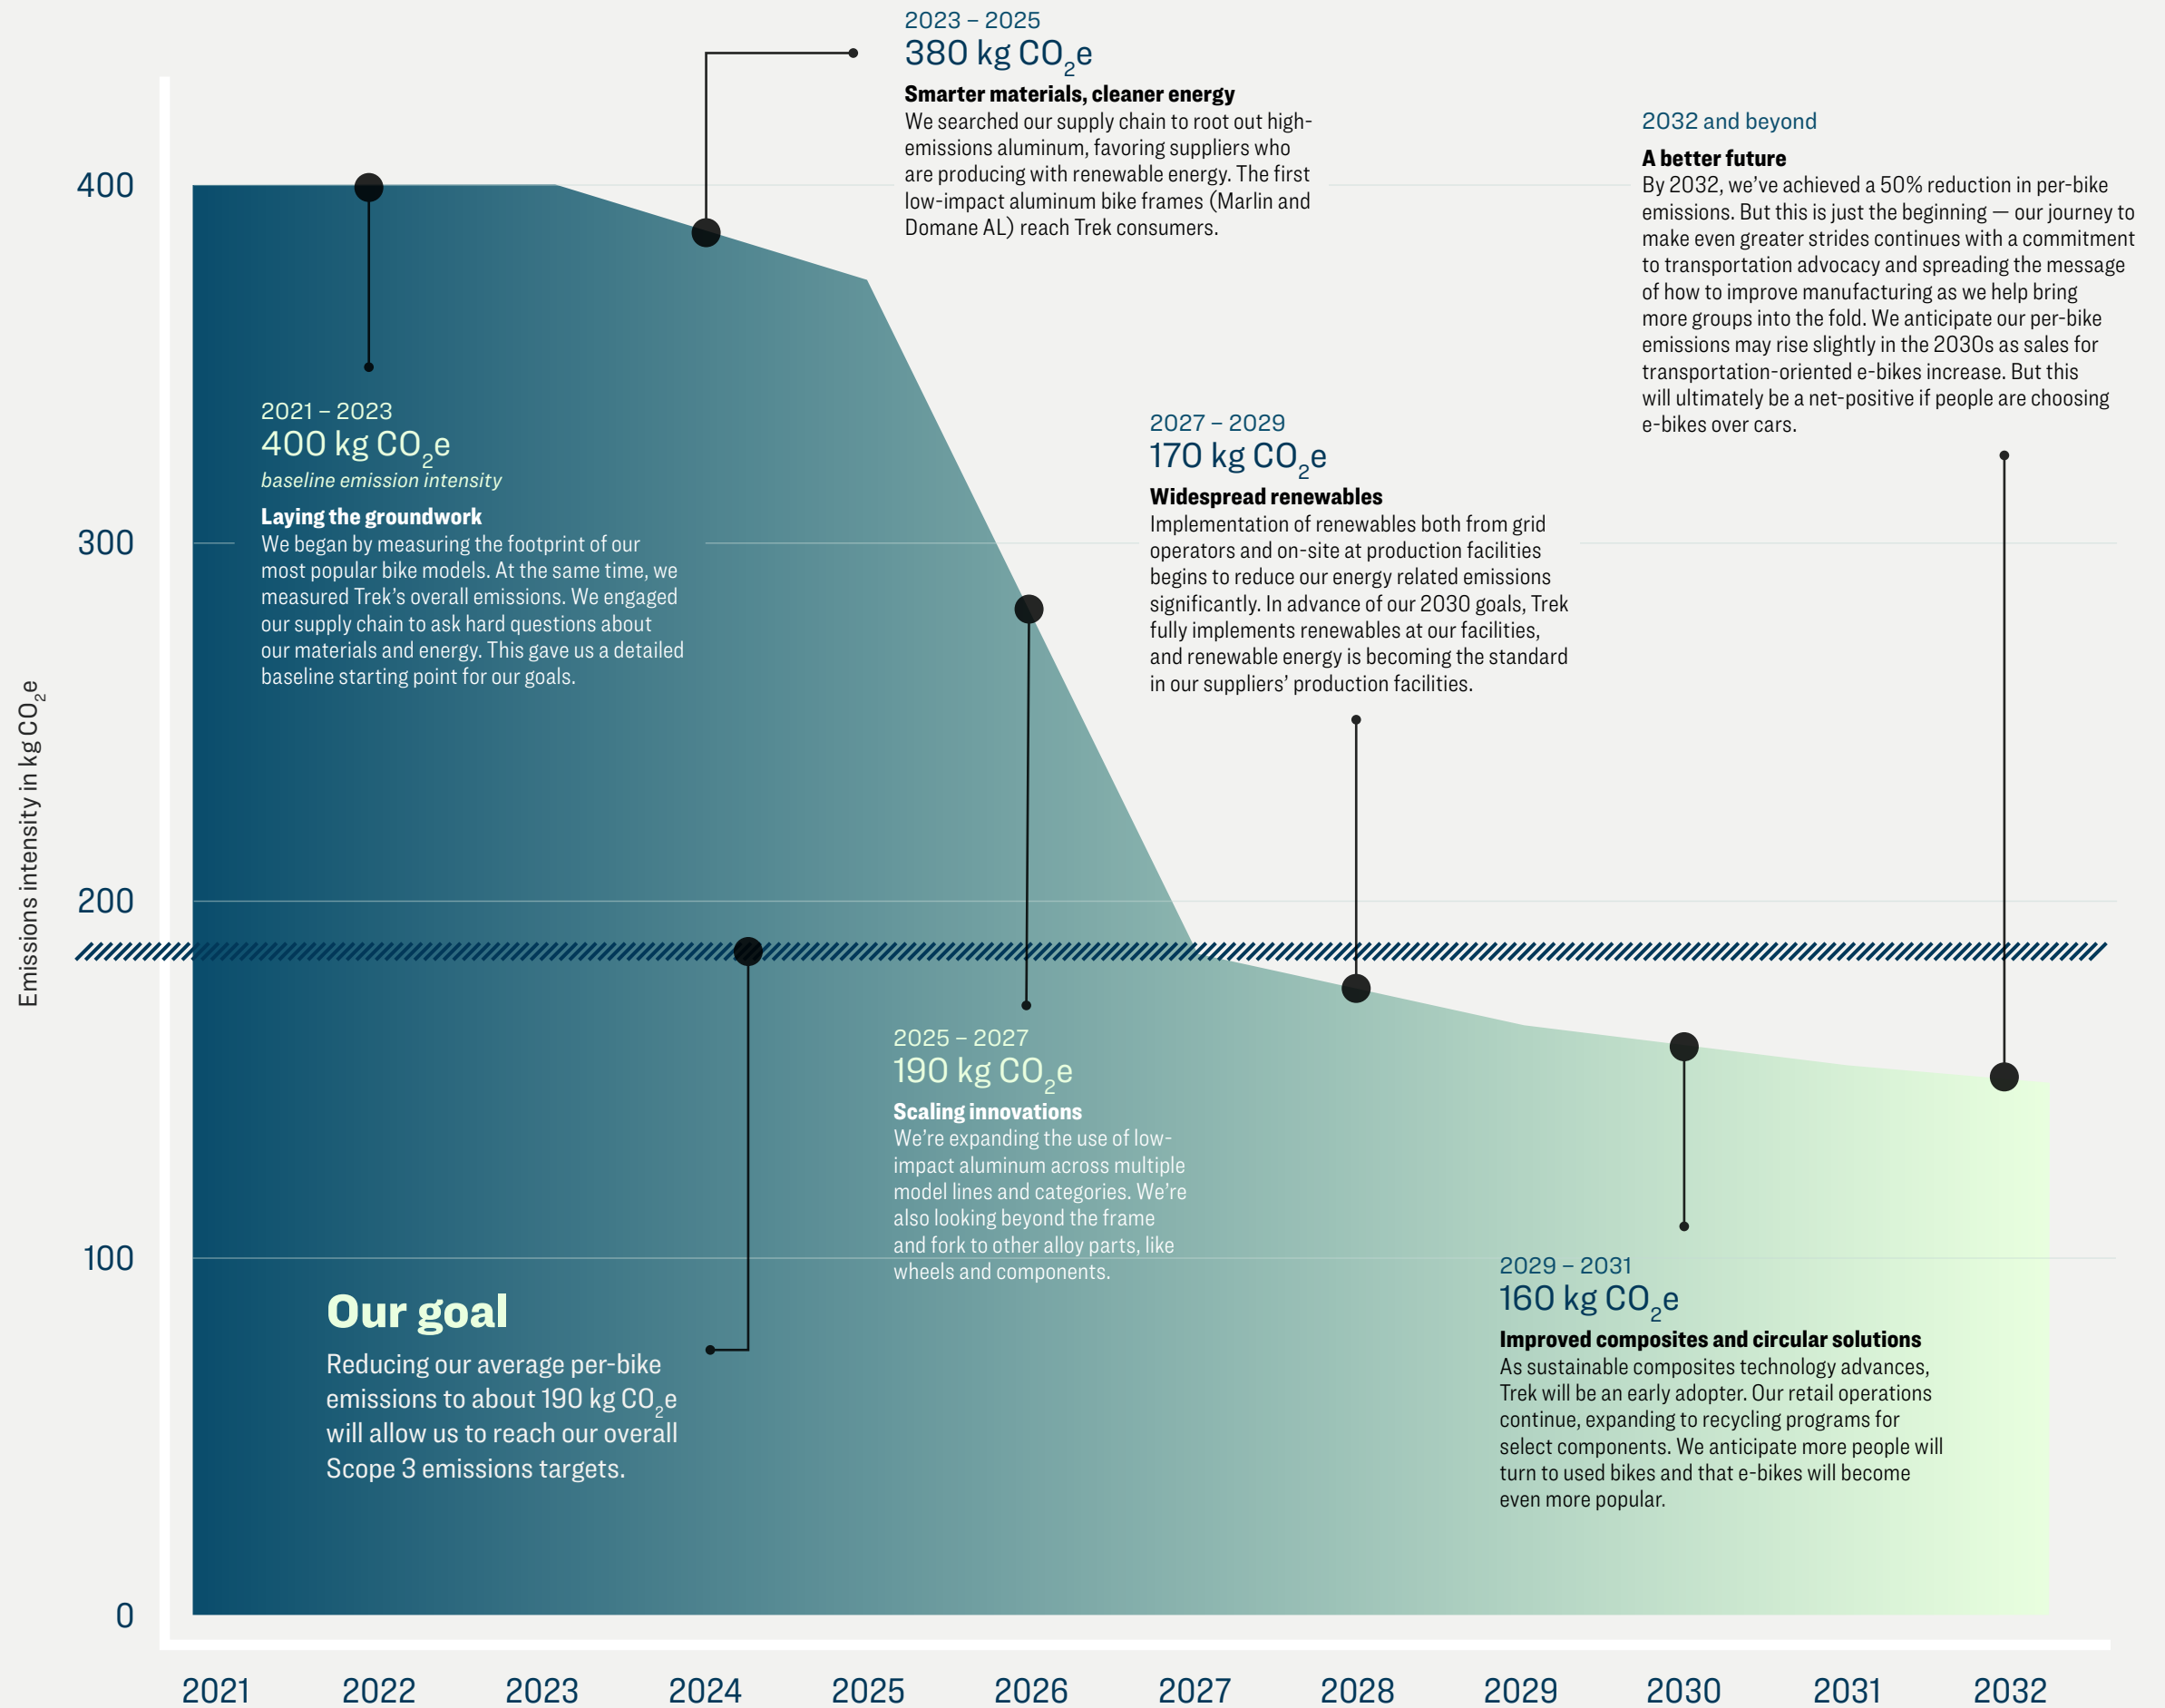 2023 – 2025
380 kg CO₂e
Smarter materials, cleaner energy
We searched our supply chain to root out high-
emissions aluminum, favoring suppliers who
are producing with renewable energy. The first
low-impact aluminum bike frames (Marlin and
Domane AL) reach Trek consumers.
2032 and beyond
A better future
By 2032, we’ve achieved a 50% reduction in per-bike
emissions. But this is just the beginning — our journey to
make even greater strides continues with a commitment
to transportation advocacy and spreading the message
of how to improve manufacturing as we help bring
more groups into the fold. We anticipate our per-bike
emissions may rise slightly in the 2030s as sales for
transportation-oriented e-bikes increase. But this
will ultimately be a net-positive if people are choosing
e-bikes over cars.
2021 – 2023
400 kg CO₂e
baseline emission intensity
Laying the groundwork
We began by measuring the footprint of our
most popular bike models. At the same time, we
measured Trek’s overall emissions. We engaged
our supply chain to ask hard questions about
our materials and energy. This gave us a detailed
baseline starting point for our goals.
2027 – 2029
170 kg CO₂e
Widespread renewables
Implementation of renewables both from grid
operators and on-site at production facilities
begins to reduce our energy related emissions
significantly. In advance of our 2030 goals, Trek
fully implements renewables at our facilities,
and renewable energy is becoming the standard
in our suppliers’ production facilities.
2025 – 2027
190 kg CO₂e
Scaling innovations
We’re expanding the use of low-
impact aluminum across multiple
model lines and categories. We’re
also looking beyond the frame
and fork to other alloy parts, like
wheels and components.
Our goal
Reducing our average per-bike
emissions to about 190 kg CO₂e
will allow us to reach our overall
Scope 3 emissions targets.
2029 – 2031
160 kg CO₂e
Improved composites and circular solutions
As sustainable composites technology advances,
Trek will be an early adopter. Our retail operations
continue, expanding to recycling programs for
select components. We anticipate more people will
turn to used bikes and that e-bikes will become
even more popular.
Emissions intensity in kg CO₂e
400
300
200
100
0
2021 2022 2023 2024 2025 2026 2027 2028 2029 2030 2031 2032